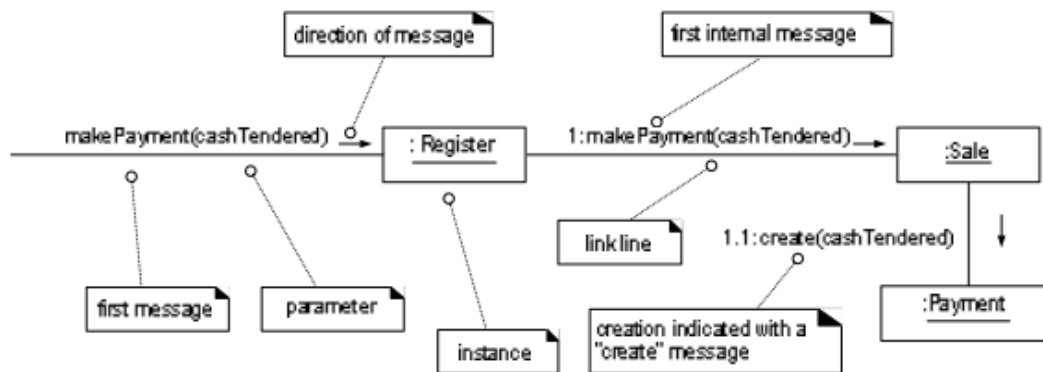 direction of message
first internal message
makePayment(cashTendered)
: Register
1:makePayment(cashTendered)
:Sale
link line
1.1:create(cashTendered)
first message
parameter
instance
creation indicated with a
"create" message
:Payment